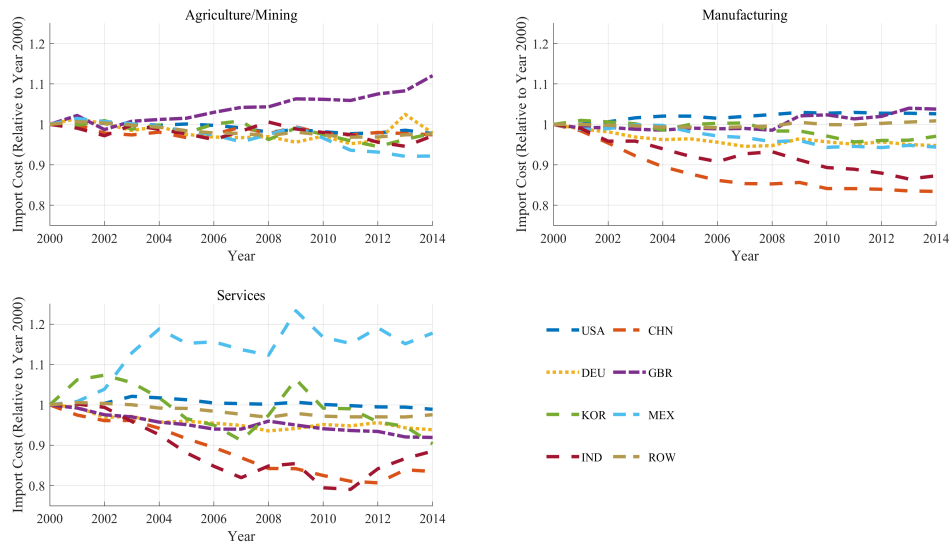 Agriculture/Mining
Import Cost (Relative to Year 2000)
1.2
1.1
1
0.9
0.8
2000 2002 2004 2006 2008 2010 2012 2014
Year
Manufacturing
Import Cost (Relative to Year 2000)
1.2
1.1
1
0.9
0.8
2000 2002 2004 2006 2008 2010 2012 2014
Year
Services
Import Cost (Relative to Year 2000)
1.2
1.1
1
0.9
0.8
2000 2002 2004 2006 2008 2010 2012 2014
Year
USA CHN
DEU GBR
KOR MEX
IND ROW